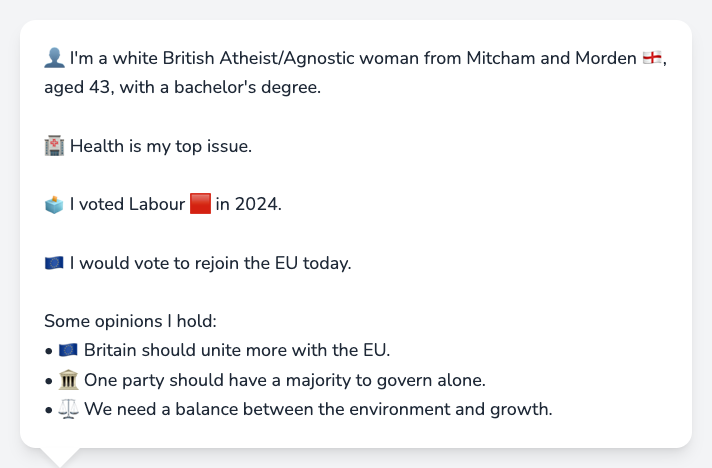 👤 I'm a white British Atheist/Agnostic woman from Mitcham and Morden 🏴󠁧󠁢󠁥󠁮󠁧󠁿,
aged 43, with a bachelor's degree.
🏥 Health is my top issue.
🗳️ I voted Labour 🟥 in 2024.
🇪🇺 I would vote to rejoin the EU today.
Some opinions I hold:
• 🇪🇺 Britain should unite more with the EU.
• 🏛️ One party should have a majority to govern alone.
• ⚖️ We need a balance between the environment and growth.